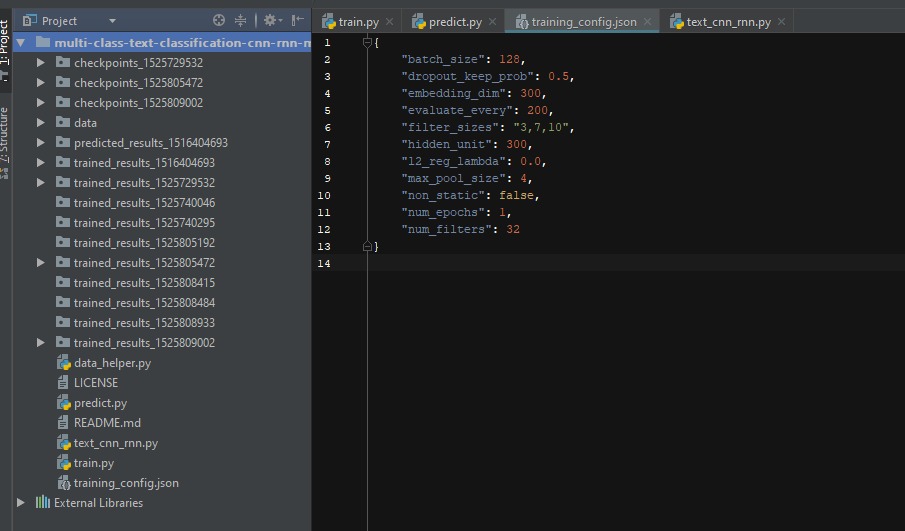 Project
train.py
predict.py
training_config.json
text_cnn_rnn.py
1: Project
7: Structure
multi-class-text-classification-cnn-rnn-m
checkpoints_1525729532
checkpoints_1525805472
checkpoints_1525809002
data
predicted_results_1516404693
trained_results_1516404693
trained_results_1525729532
trained_results_1525740046
trained_results_1525740295
trained_results_1525805192
trained_results_1525805472
trained_results_1525808415
trained_results_1525808484
trained_results_1525808933
trained_results_1525809002
data_helper.py
LICENSE
predict.py
README.md
text_cnn_rnn.py
train.py
training_config.json
External Libraries
1 {
2 "batch_size": 128,
3 "dropout_keep_prob": 0.5,
4 "embedding_dim": 300,
5 "evaluate_every": 200,
6 "filter_sizes": "3,7,10",
7 "hidden_unit": 300,
8 "l2_reg_lambda": 0.0,
9 "max_pool_size": 4,
10 "non_static": false,
11 "num_epochs": 1,
12 "num_filters": 32
13 }
14